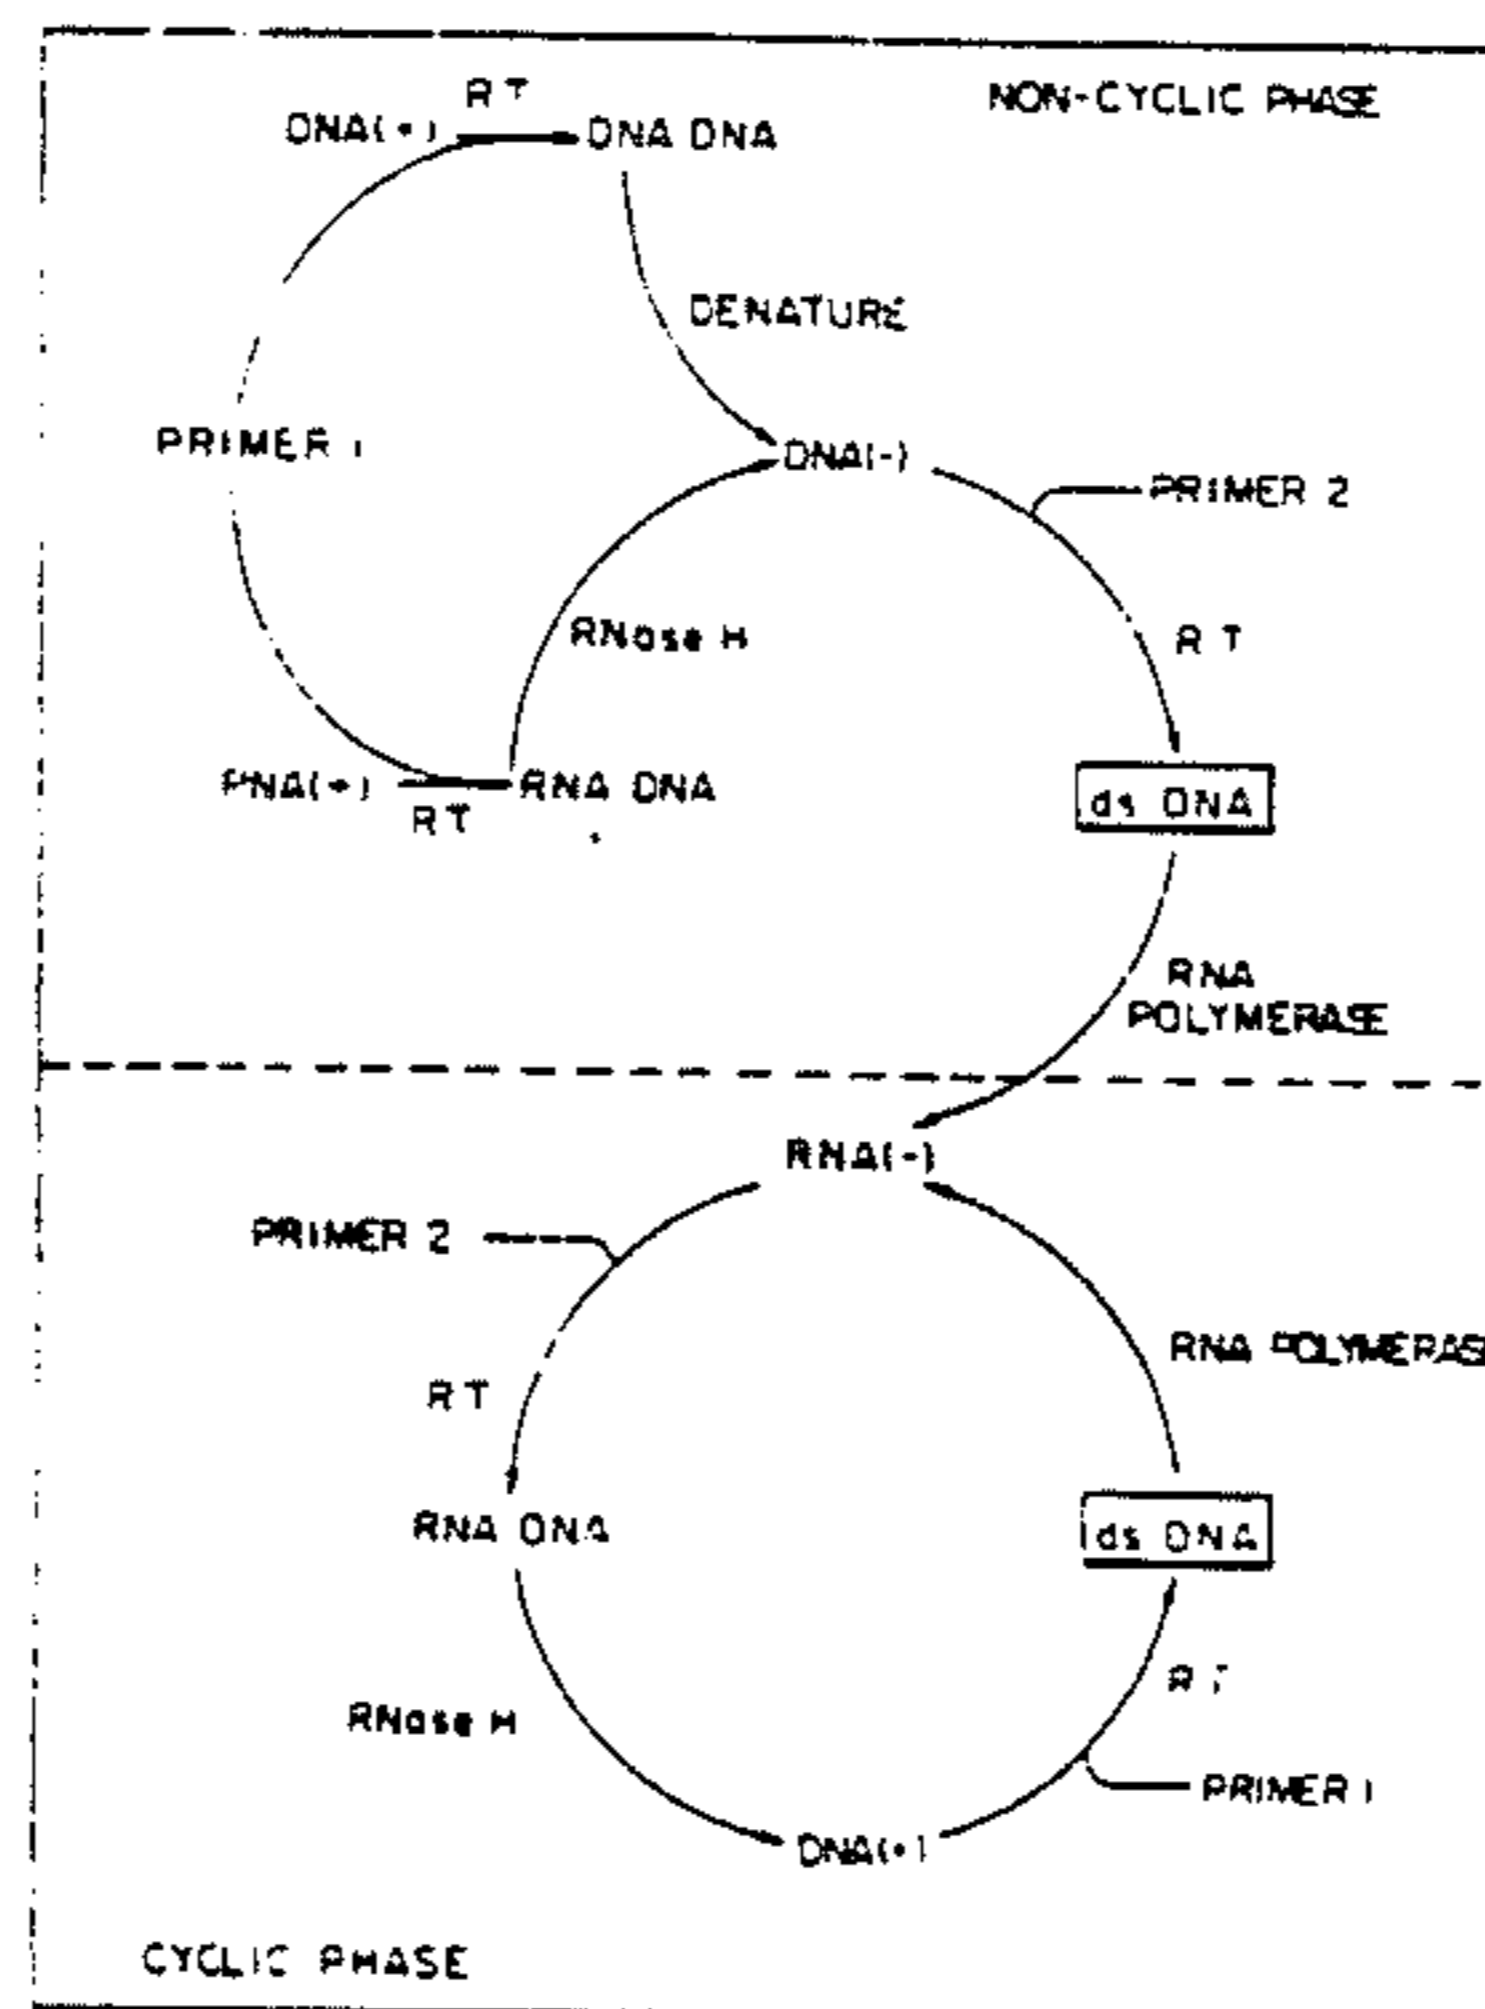 RT
NON-CYCLIC PHASE
DNA(+)
DNA DNA
DENATURE
PRIMER 1
DNA(-)
PRIMER 2
RNase H
RT
RNA(+)
RNA DNA
RT
ds DNA
RNA
POLYMERASE
RNA(-)
PRIMER 2
RNA POLYMERAS
RT
RNA DNA
ds DNA
RT
RNase H
PRIMER 1
DNA(+)
CYCLIC PHASE